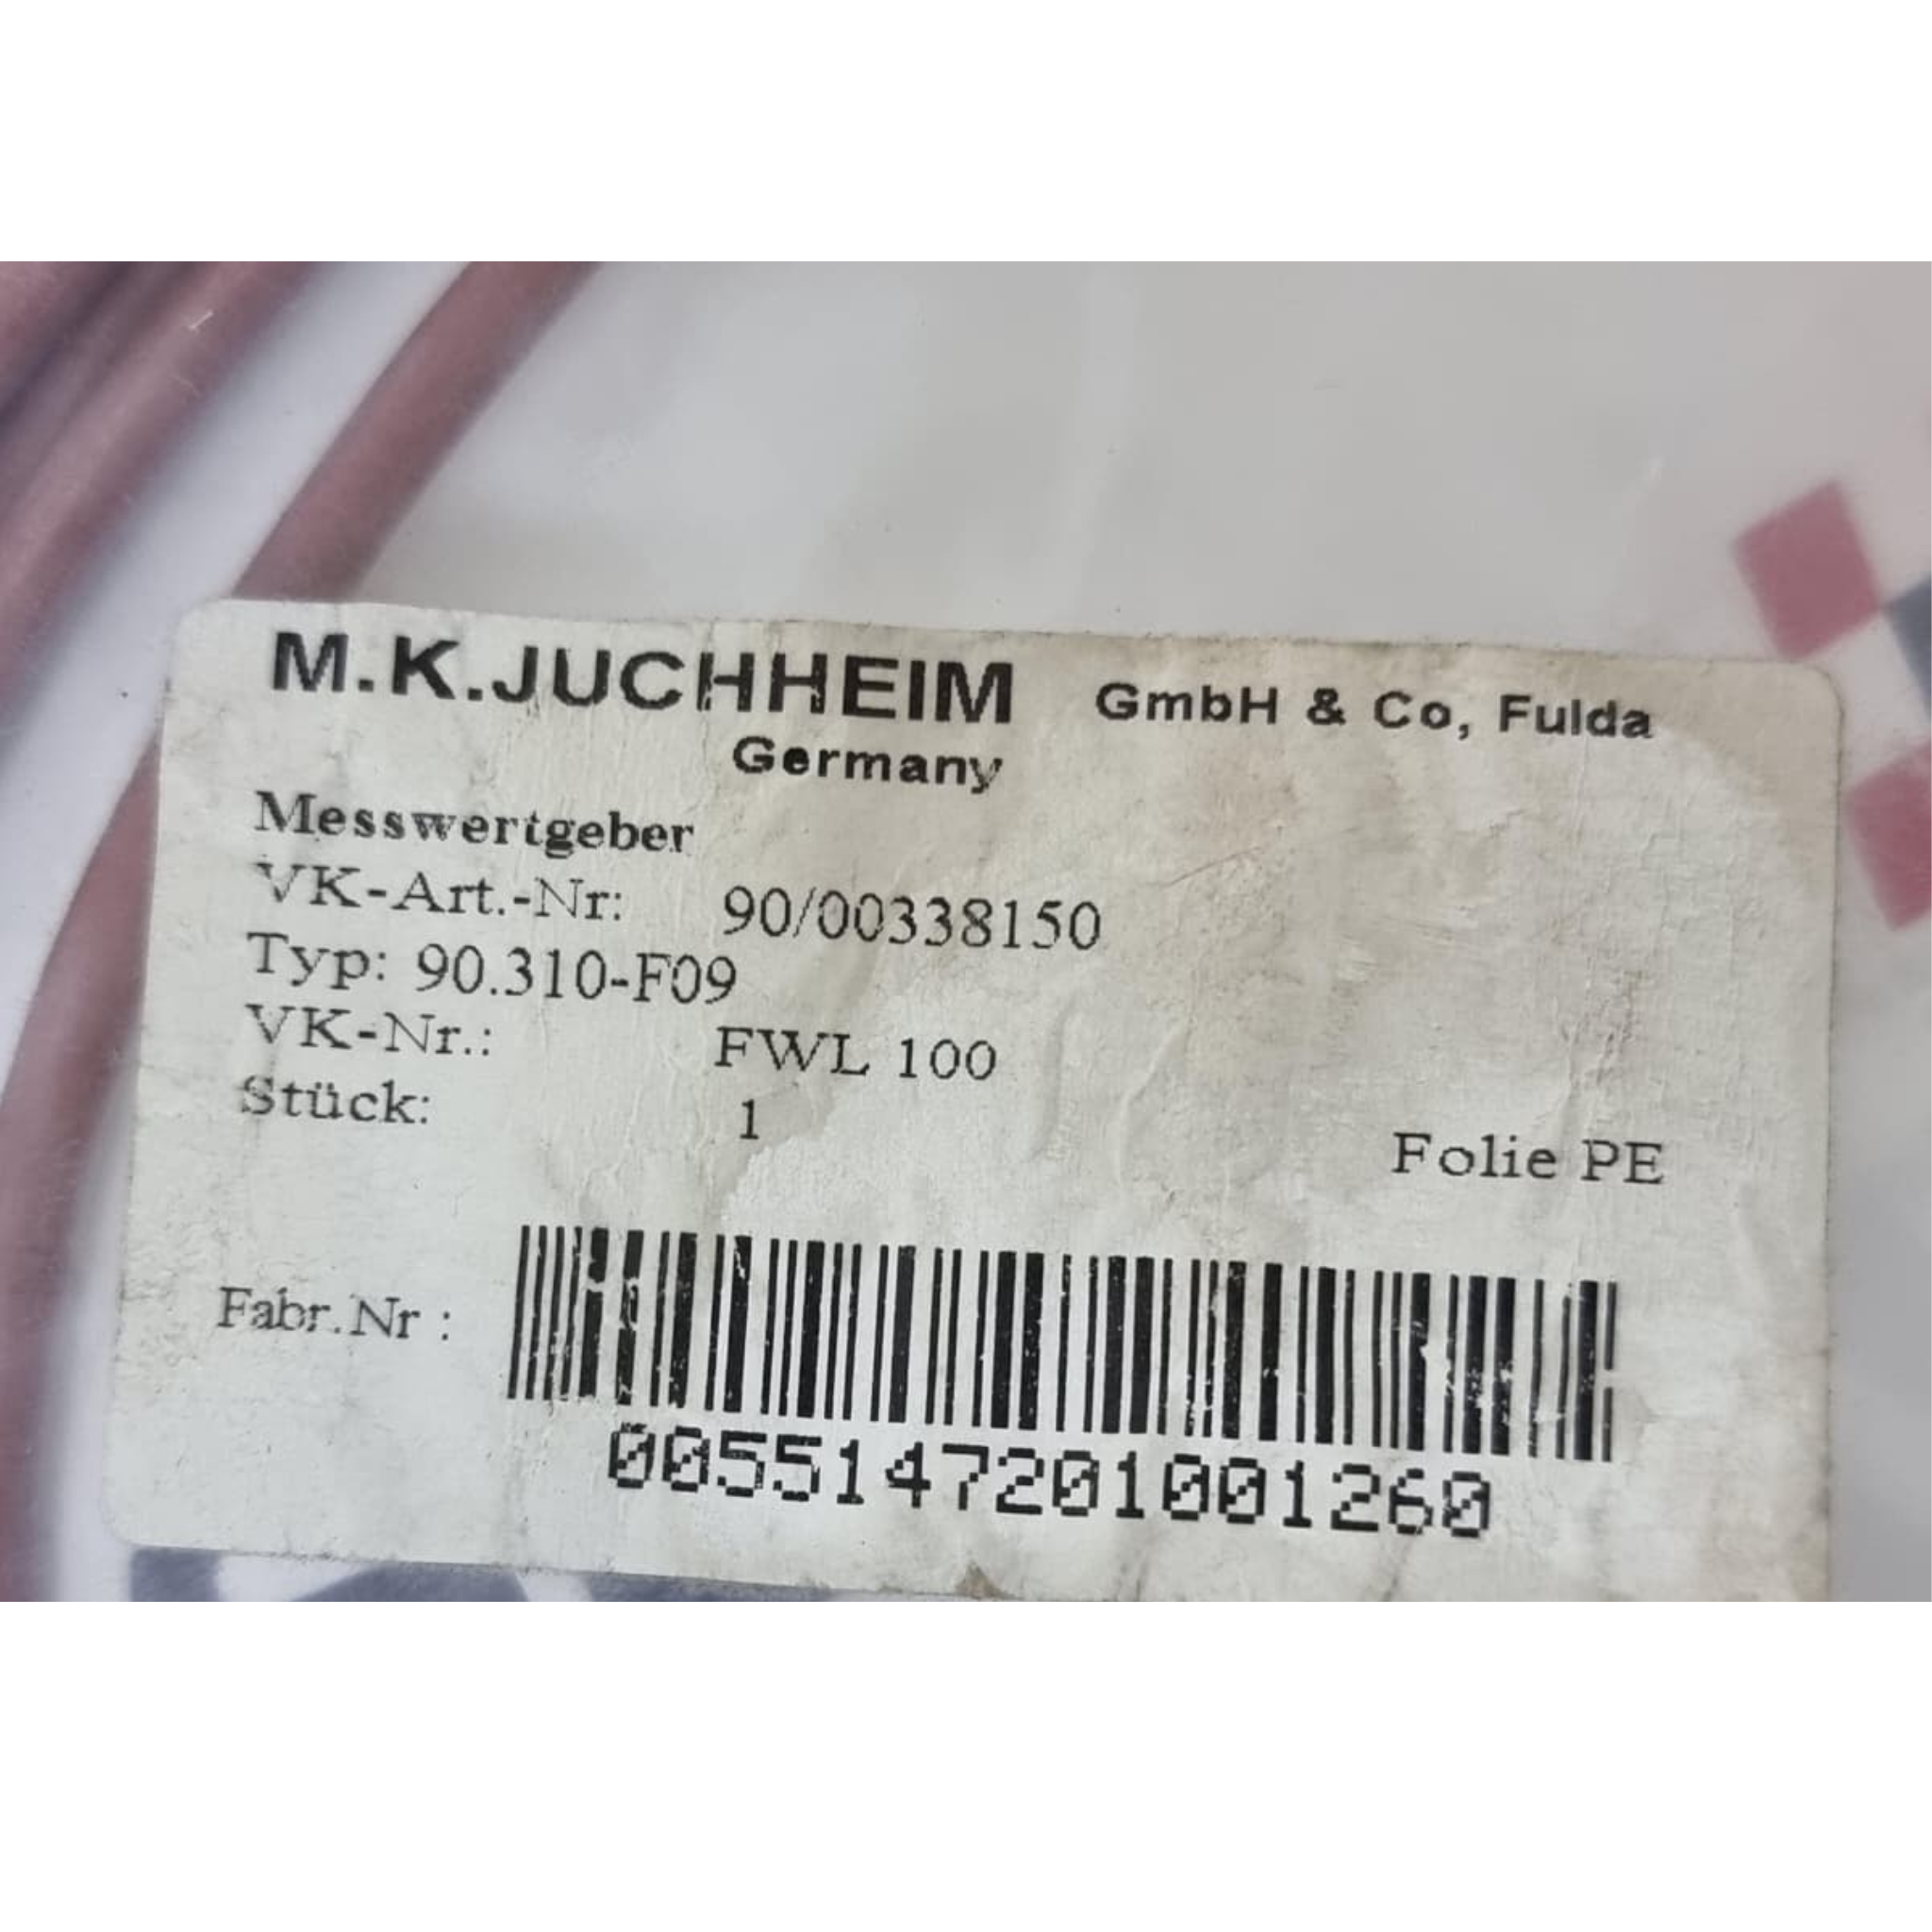 M.K.JUCHHEIM GmbH & Co, Fulda
Germany
Messwertgeber
VK-Art.-Nr: 90/00338150
Typ: 90.310-F09
VK-Nr.: FWL 100
Stück: 1
Folie PE
Fabr.Nr :
0055147201001260